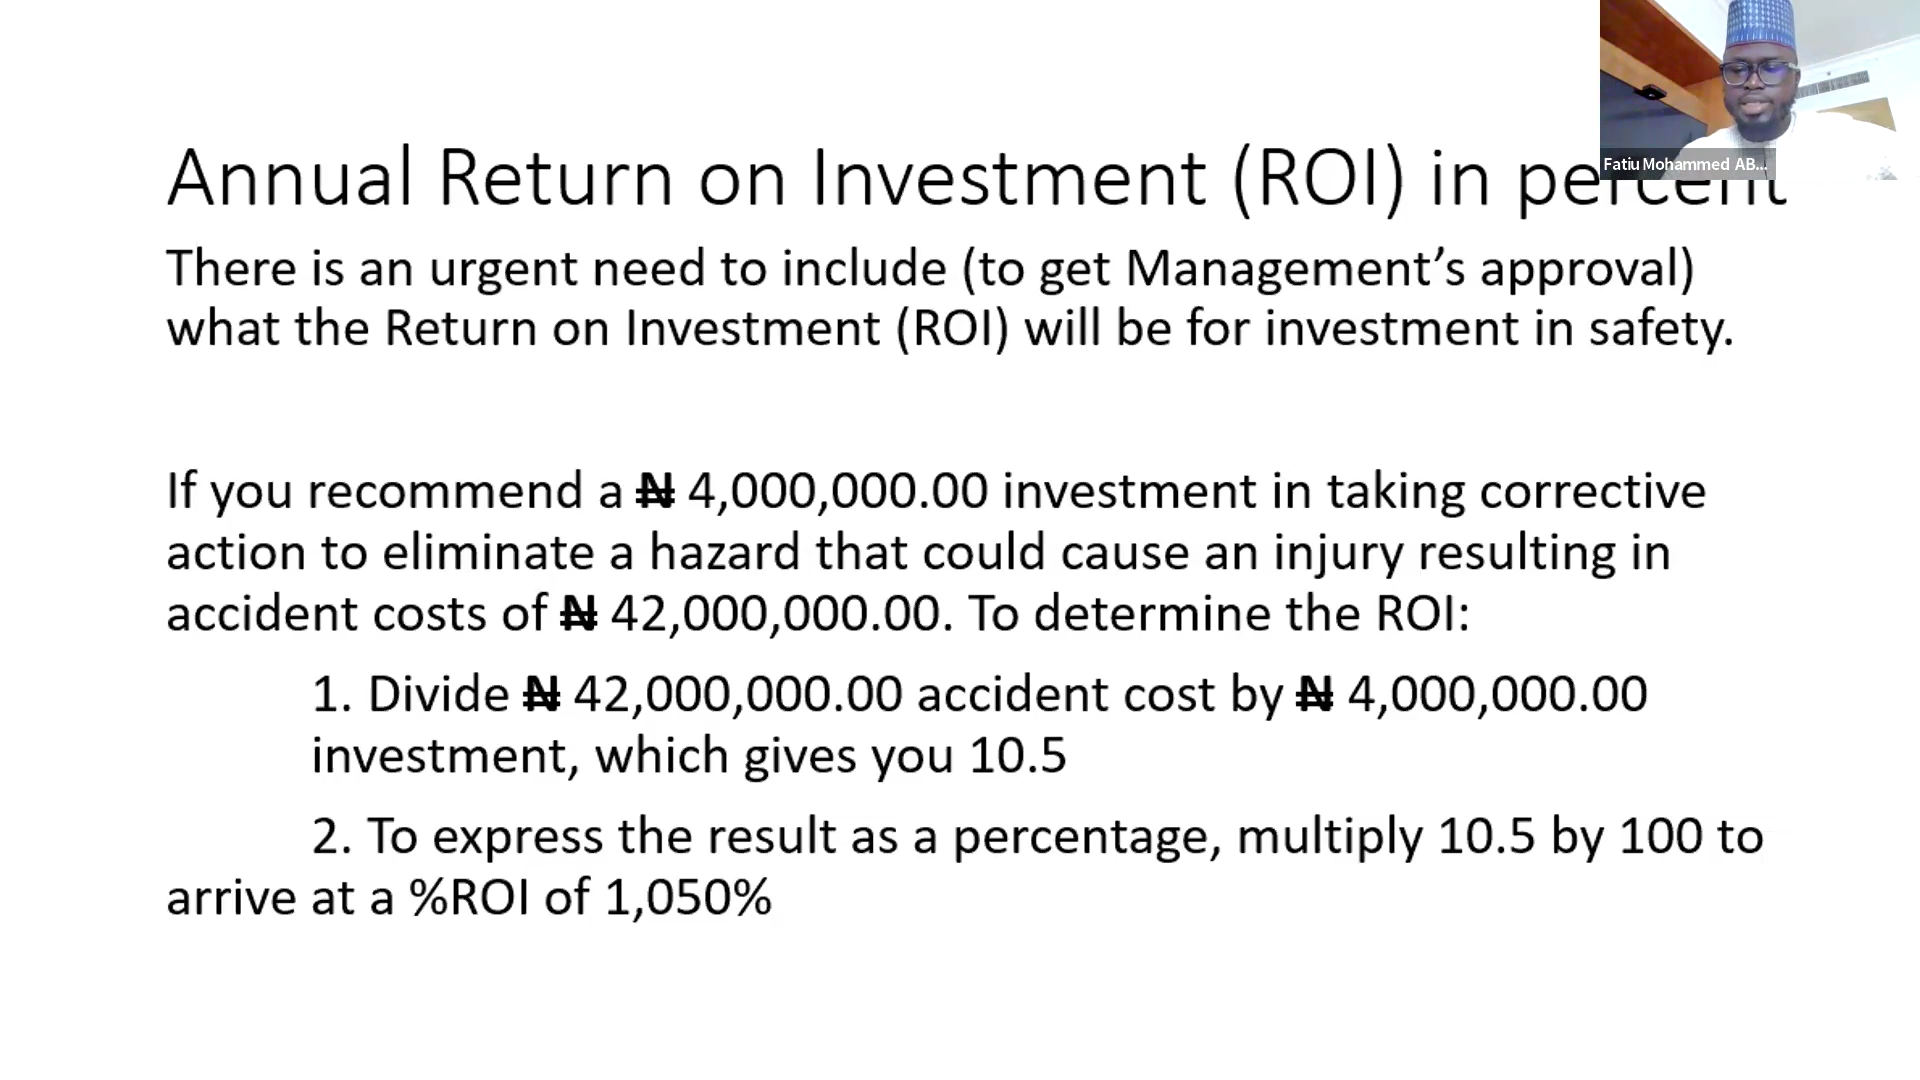 Annual Return on Investment (ROI) in percent
Fatiu Mohammed AB...
There is an urgent need to include (to get Management’s approval)
what the Return on Investment (ROI) will be for investment in safety.
If you recommend a ₦ 4,000,000.00 investment in taking corrective
action to eliminate a hazard that could cause an injury resulting in
accident costs of ₦ 42,000,000.00. To determine the ROI:
1. Divide ₦ 42,000,000.00 accident cost by ₦ 4,000,000.00
investment, which gives you 10.5
2. To express the result as a percentage, multiply 10.5 by 100 to
arrive at a %ROI of 1,050%